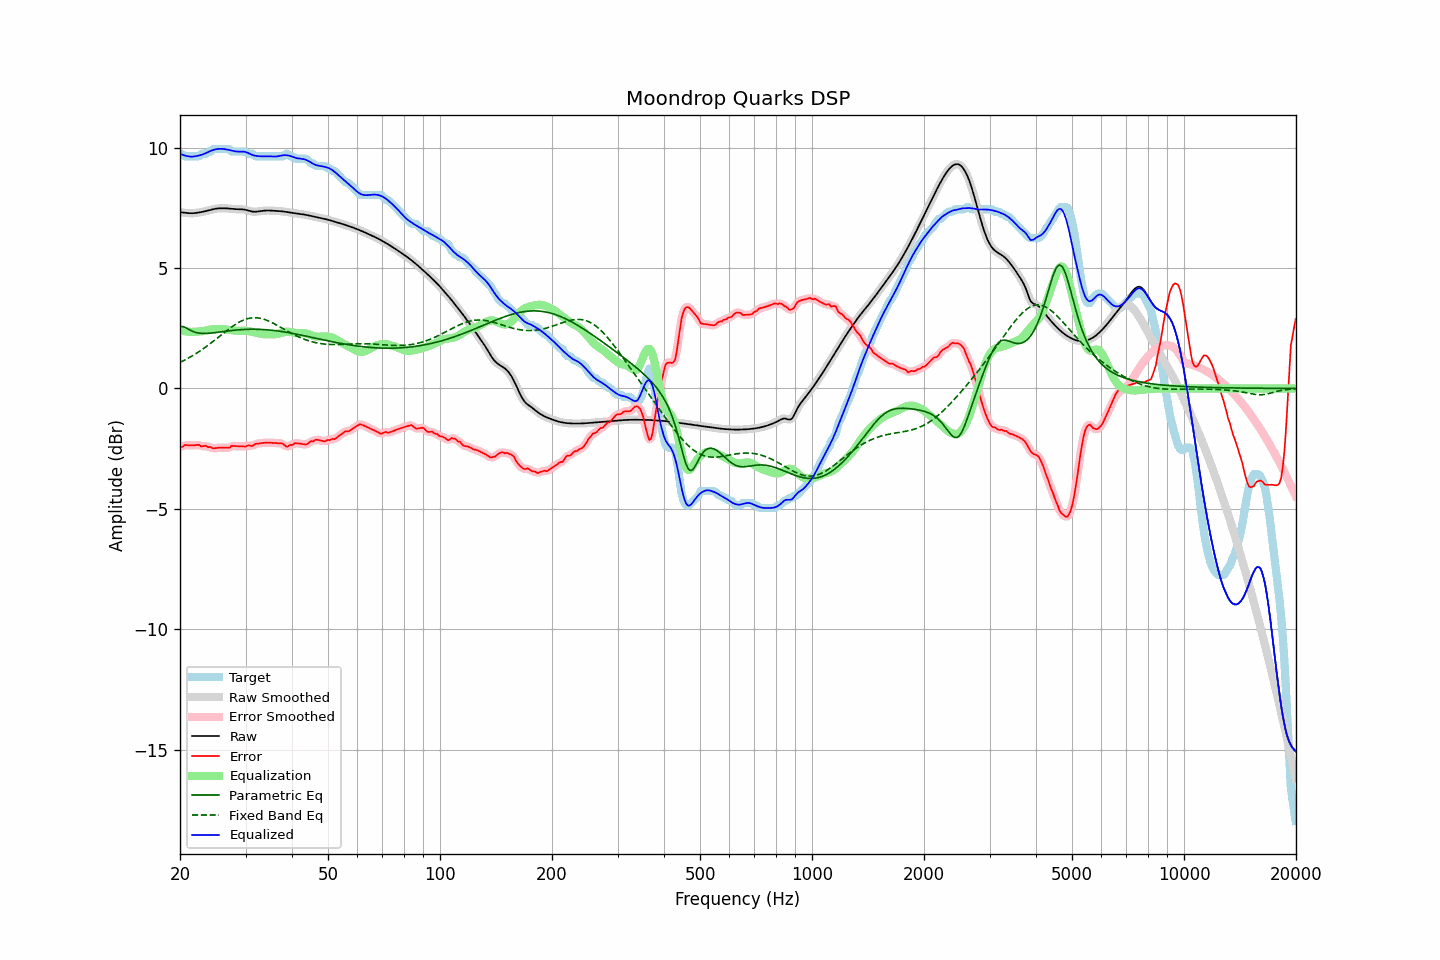 Moondrop Quarks DSP
Amplitude (dBr)
10
5
0
−5
−10
−15
Target
Raw Smoothed
Error Smoothed
Raw
Error
Equalization
Parametric Eq
Fixed Band Eq
Equalized
20 50 100 200 500 1000 2000 5000 10000 20000
Frequency (Hz)